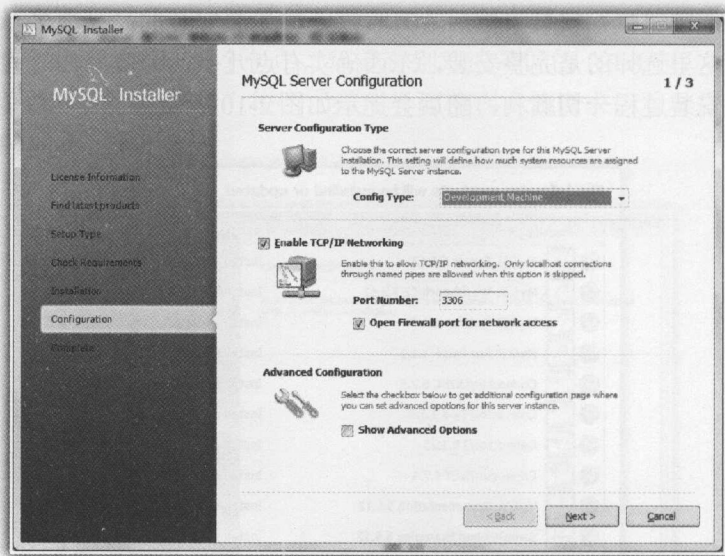 MySQL Installer
MySQL Installer
License Information
Find latest products
Setup Type
Check Requirements
Installation
Configuration
Complete
MySQL Server Configuration
1 / 3
Server Configuration Type
Choose the correct server configuration type for this MySQL Server
installation. This setting will define how much system resources are assigned
to the MySQL Server instance.
Config Type: Development Machine
Enable TCP/IP Networking
Enable this to allow TCP/IP networking. Only localhost connections
through named pipes are allowed when this option is skipped.
Port Number: 3306
Open Firewall port for network access
Advanced Configuration
Select the checkbox below to get additional configuration page where
you can set advanced opotions for this server instance.
Show Advanced Options
< Back
Next >
Cancel